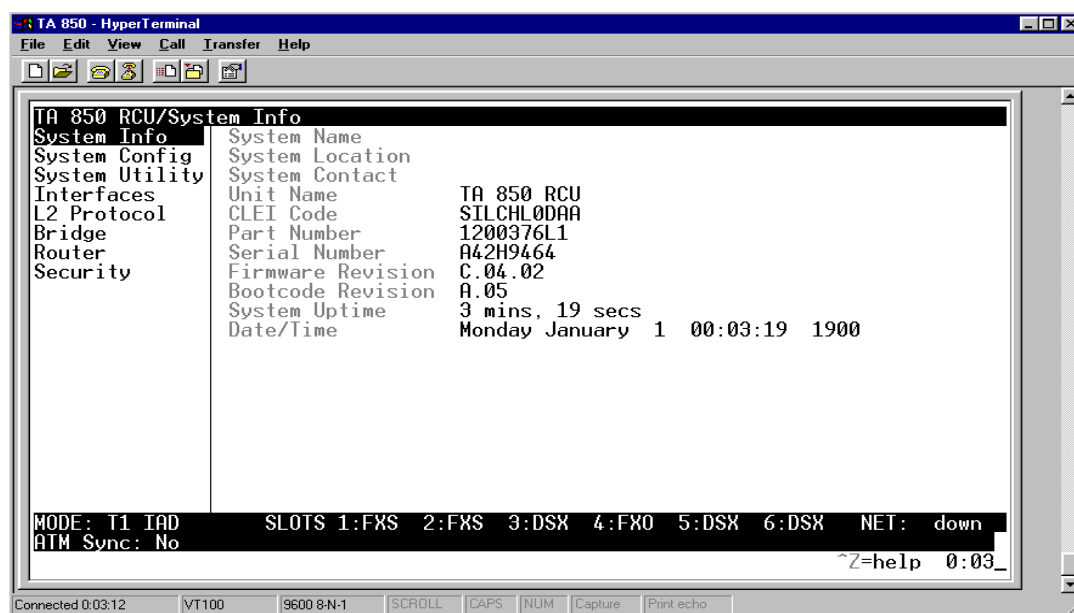 TA 850 - HyperTerminal
File Edit View Call Transfer Help
TA 850 RCU/System Info
System Info System Name
System Config System Location
System Utility System Contact
Interfaces Unit Name TA 850 RCU
L2 Protocol CLEI Code SILCHL0DAA
Bridge Part Number 1200376L1
Router Serial Number A42H9464
Security Firmware Revision C.04.02
Bootcode Revision A.05
System Uptime 3 mins, 19 secs
Date/Time Monday January 1 00:03:19 1900
MODE: T1 IAD SLOTS 1:FXS 2:FXS 3:DSX 4:FXO 5:DSX 6:DSX NET: down
ATM Sync: No
^Z=help 0:03_
Connected 0:03:12 VT100 9600 8-N-1 SCROLL CAPS NUM Capture Print echo